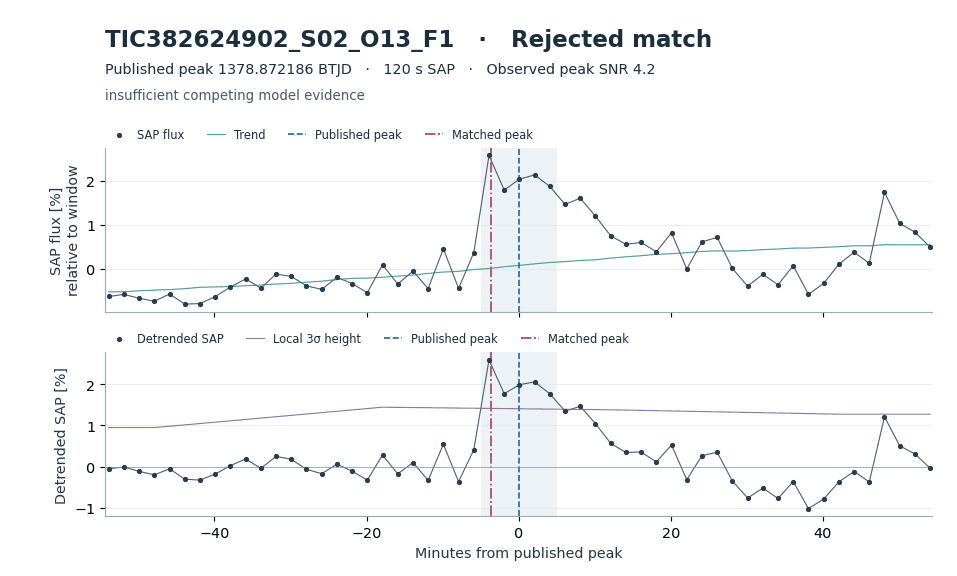 TIC382624902_S02_O13_F1 · Rejected match
Published peak 1378.872186 BTJD · 120 s SAP · Observed peak SNR 4.2
insufficient competing model evidence
SAP flux Trend Published peak Matched peak
SAP flux [%]
relative to window
2
1
0
Detrended SAP Local 3σ height Published peak Matched peak
Detrended SAP [%]
2
1
0
−1
−40 −20 0 20 40
Minutes from published peak